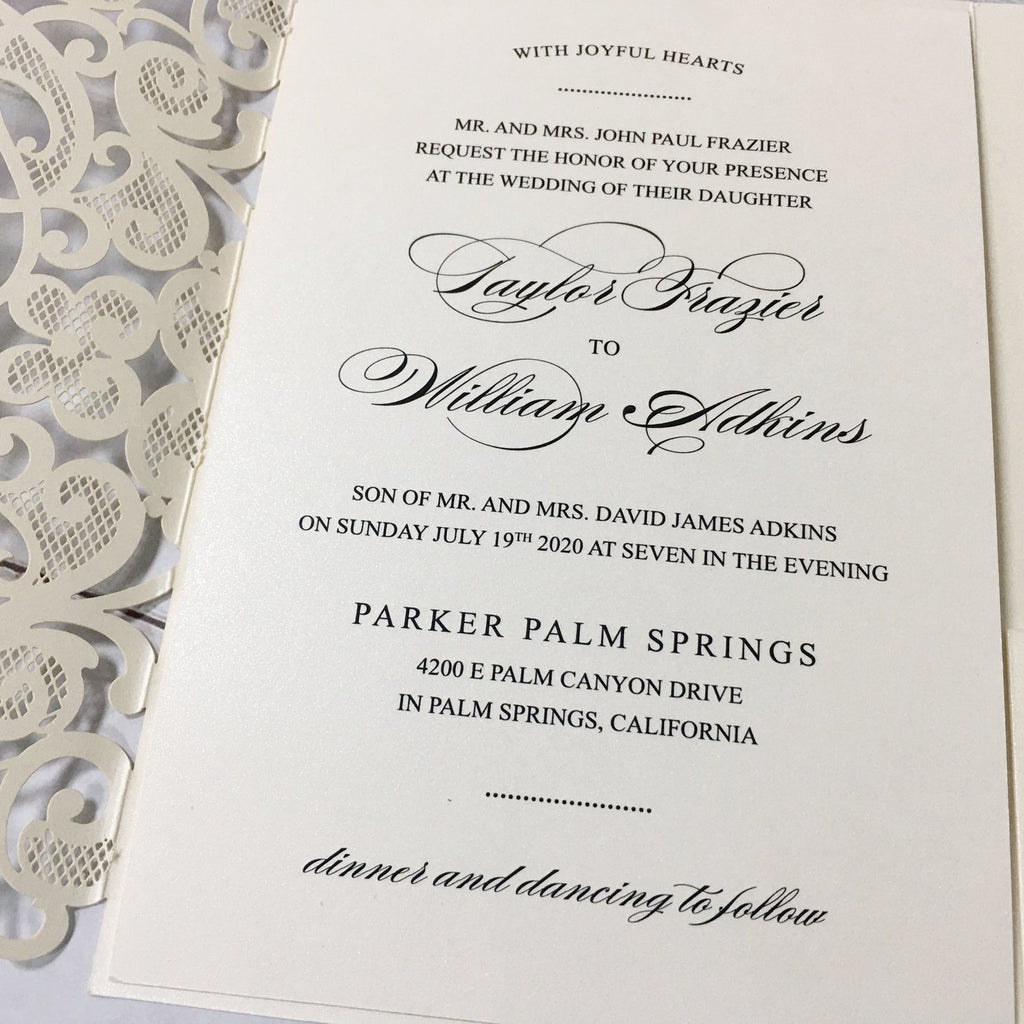 WITH JOYFUL HEARTS
MR. AND MRS. JOHN PAUL FRAZIER
REQUEST THE HONOR OF YOUR PRESENCE
AT THE WEDDING OF THEIR DAUGHTER
Taylor Frazier
TO
William Adkins
SON OF MR. AND MRS. DAVID JAMES ADKINS
ON SUNDAY JULY 19TH 2020 AT SEVEN IN THE EVENING
PARKER PALM SPRINGS
4200 E PALM CANYON DRIVE
IN PALM SPRINGS, CALIFORNIA
dinner and dancing to follow